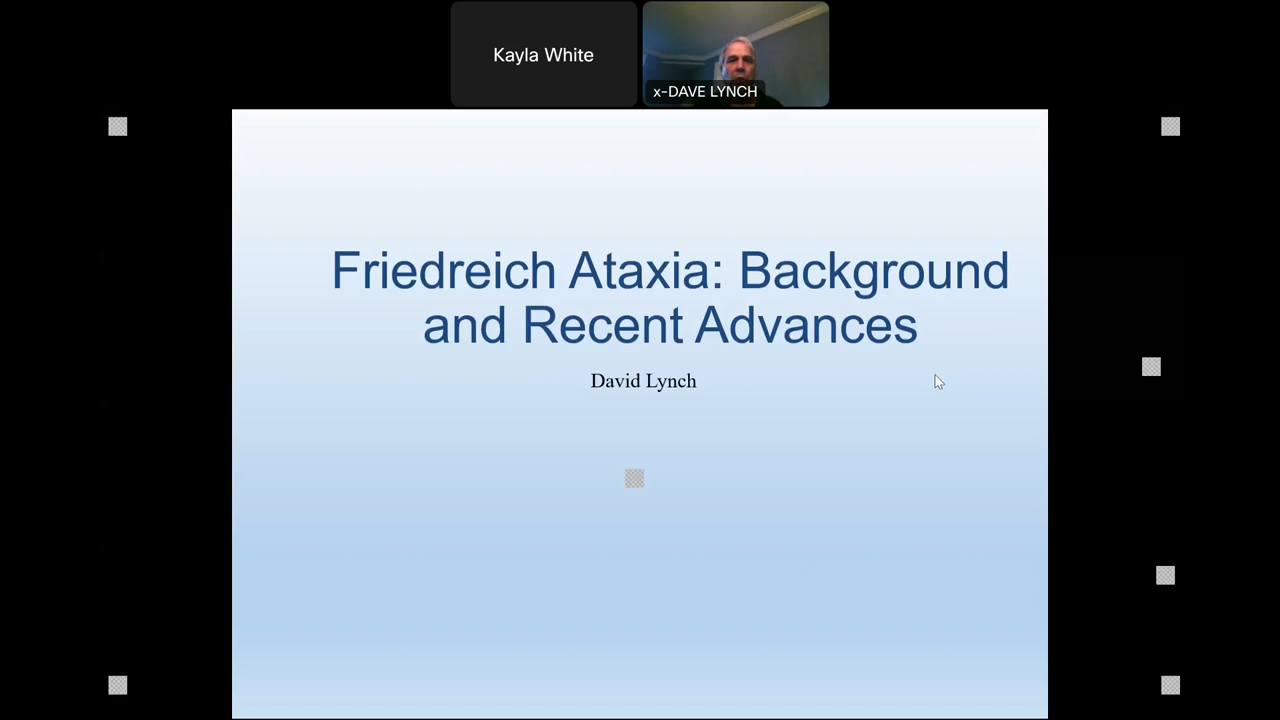 Kayla White
x-DAVE LYNCH
Friedreich Ataxia: Background
and Recent Advances
David Lynch